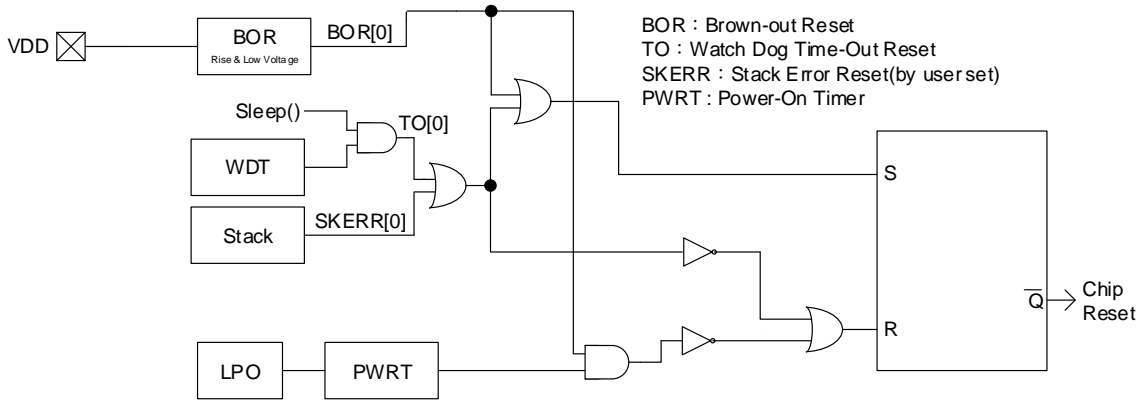 VDD
BOR
Rise & Low Voltage
BOR[0]
BOR：Brown-out Reset
TO：Watch Dog Time-Out Reset
SKERR：Stack Error Reset(by user set)
PWRT : Power-On Timer
Sleep()
TO[0]
WDT
SKERR[0]
Stack
S
Q
Chip
Reset
R
LPO
PWRT